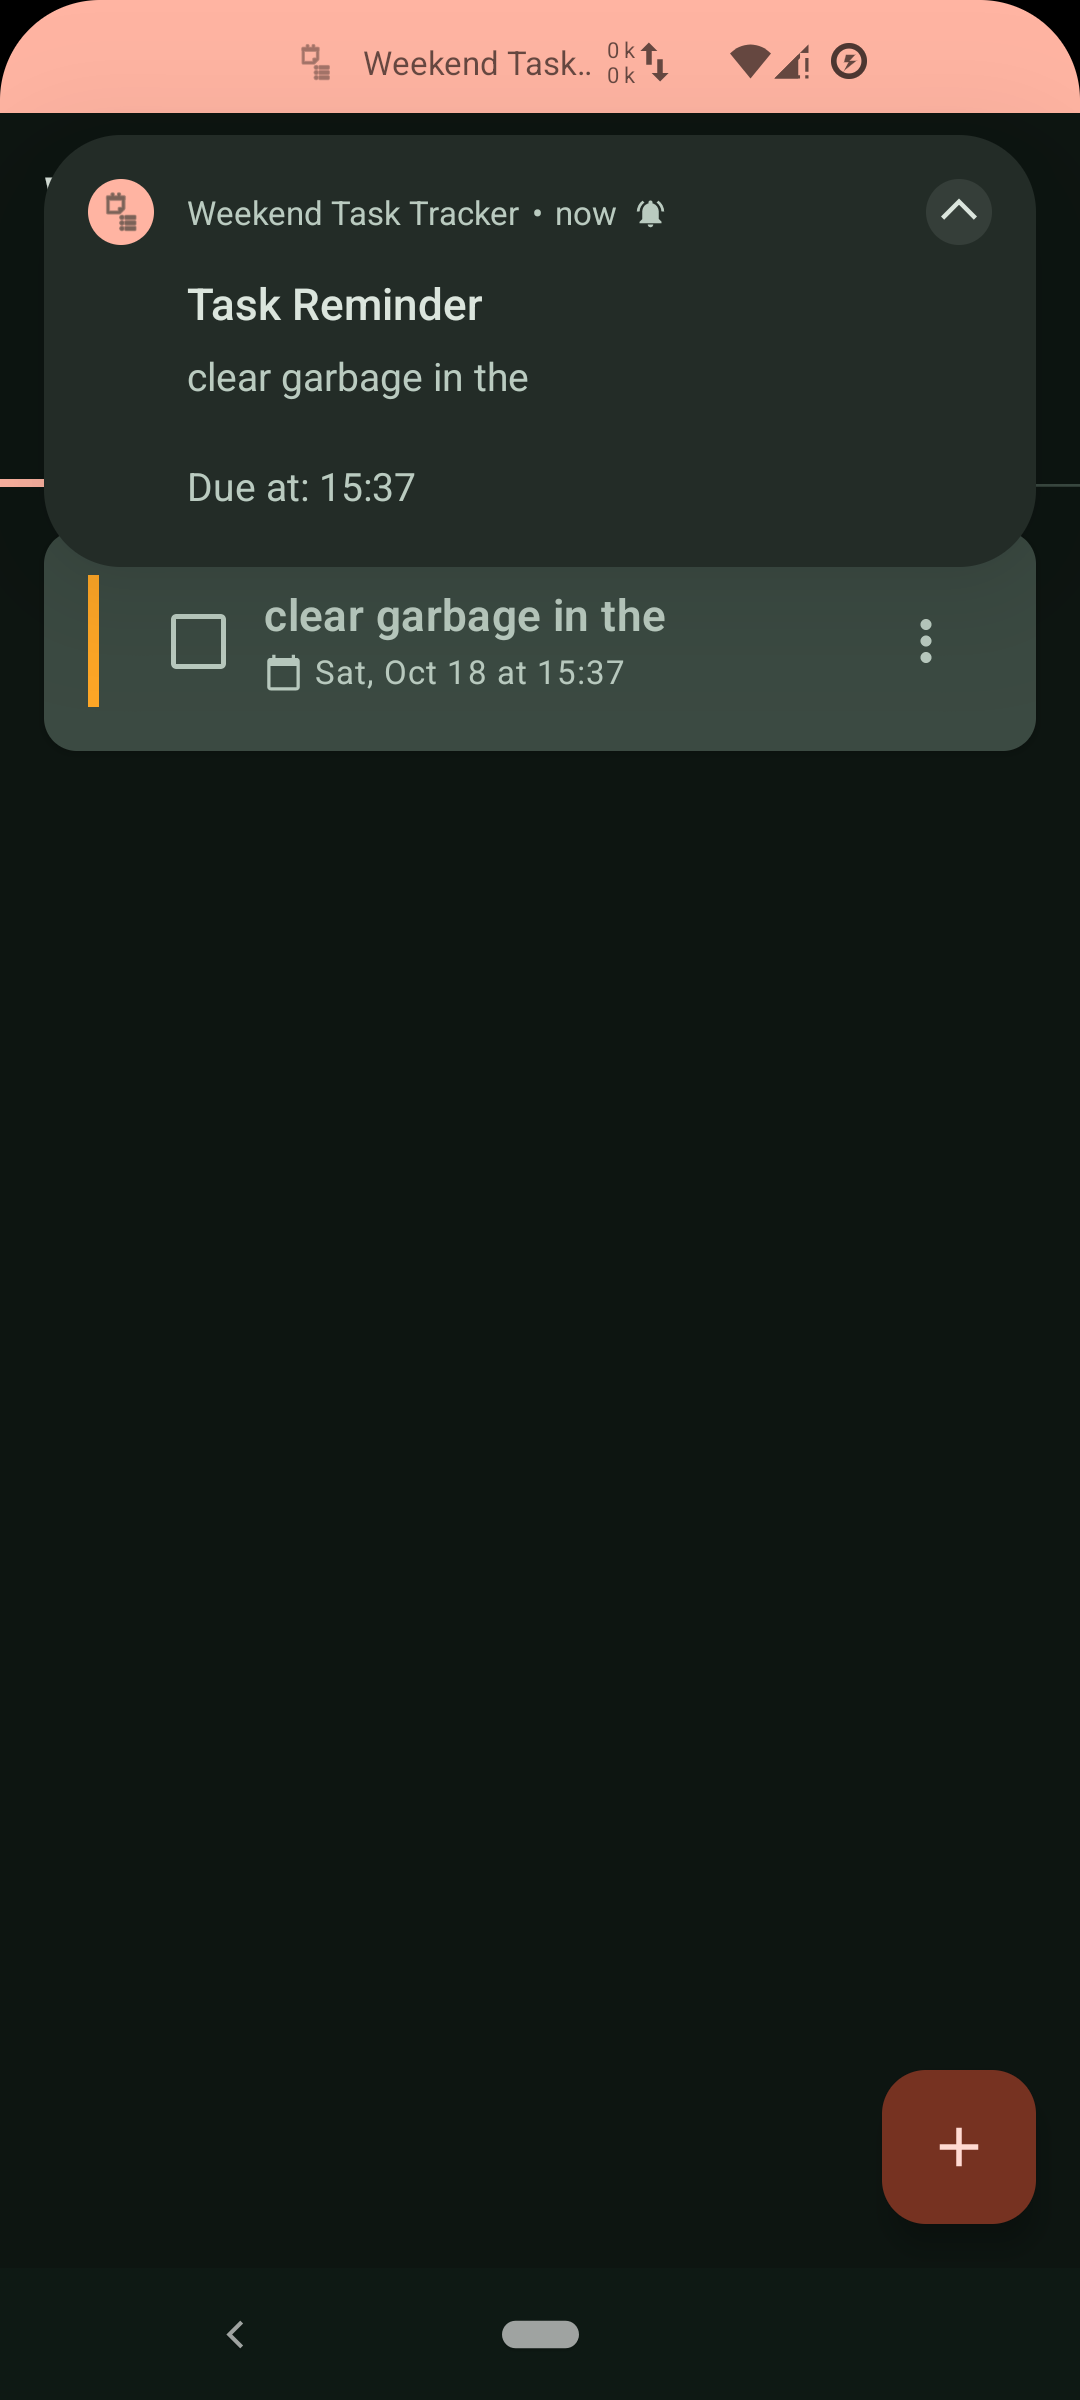 Weekend Task..
0 k
0 k
Weekend Task Tracker • now
Task Reminder
clear garbage in the
Due at: 15:37
clear garbage in the
Sat, Oct 18 at 15:37